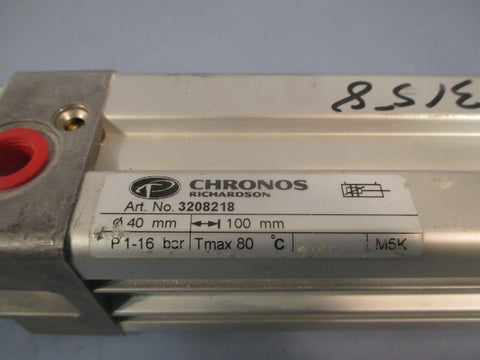 3158
CHRONOS
RICHARDSON
Art. No. 3208218
ø 40 mm 100 mm
P 1-16 bar Tmax 80 °C M5K